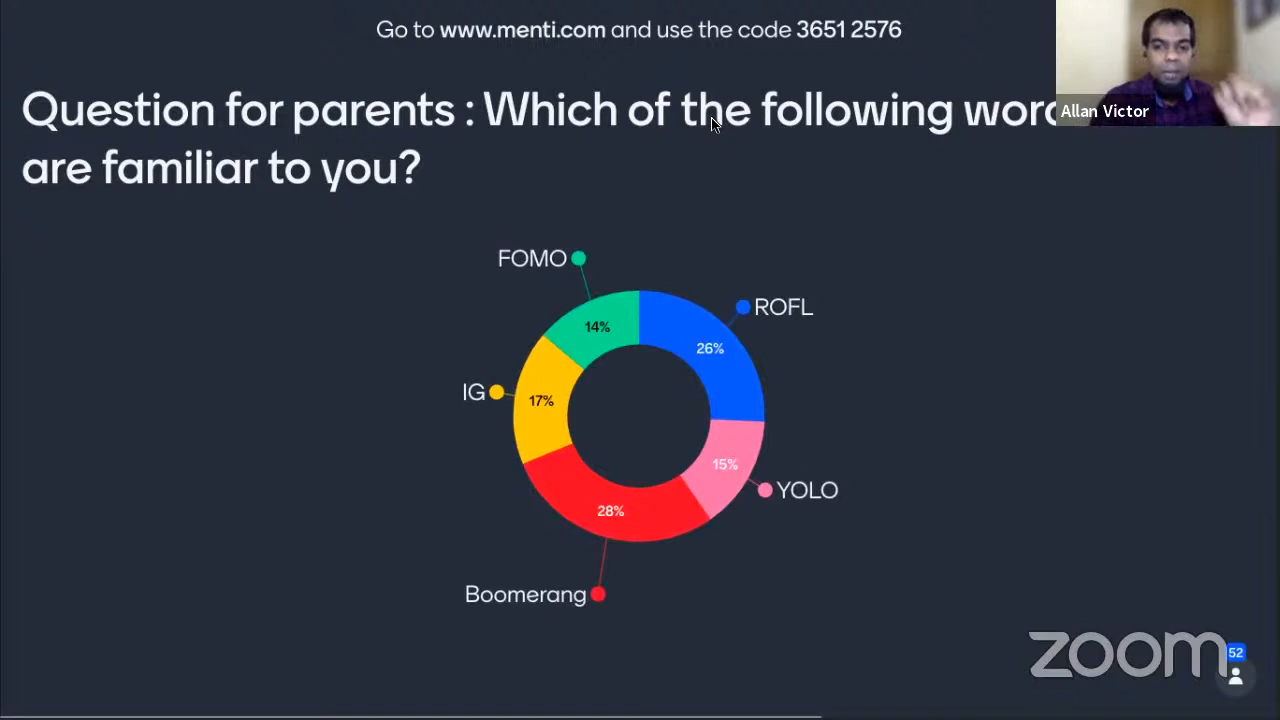 Go to www.menti.com and use the code 3651 2576
Question for parents : Which of the following
are familiar to you?
Allan Victor
FOMO
ROFL
14%
26%
IG
17%
15%
YOLO
28%
Boomerang
zoom
52